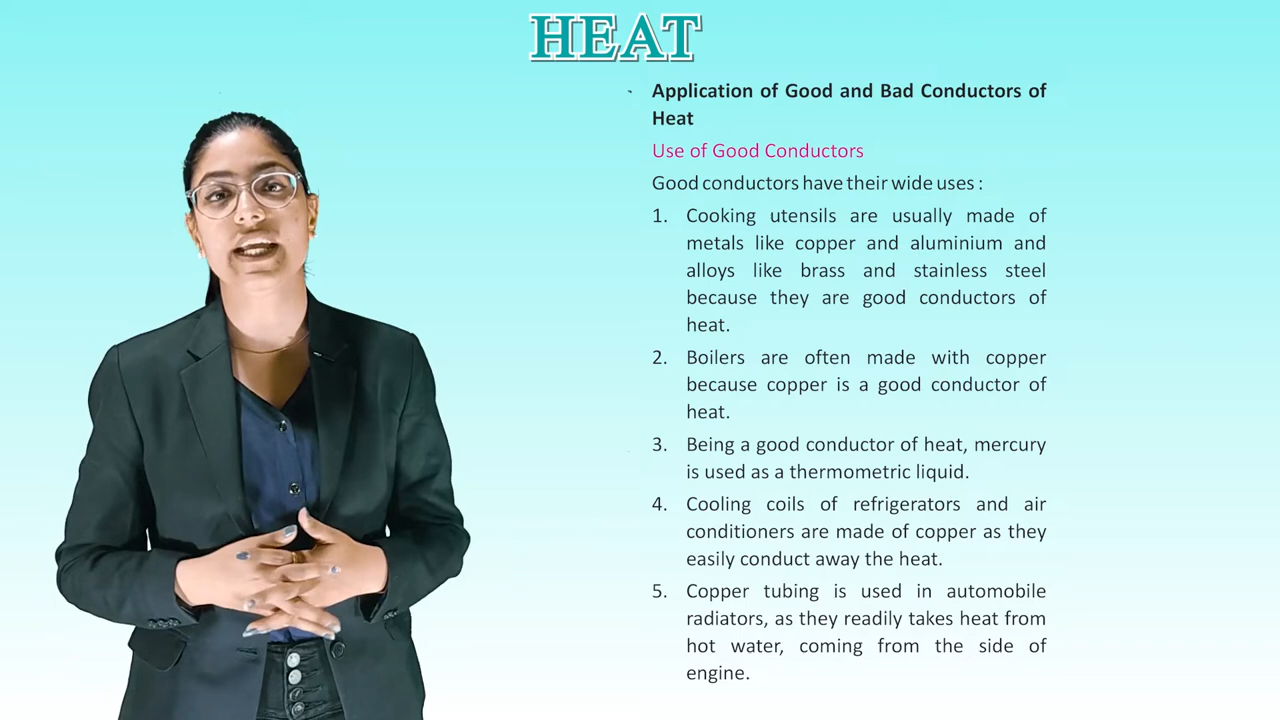 HEAT
Application of Good and Bad Conductors of
Heat
Use of Good Conductors
Good conductors have their wide uses :
1. Cooking utensils are usually made of
metals like copper and aluminium and
alloys like brass and stainless steel
because they are good conductors of
heat.
2. Boilers are often made with copper
because copper is a good conductor of
heat.
3. Being a good conductor of heat, mercury
is used as a thermometric liquid.
4. Cooling coils of refrigerators and air
conditioners are made of copper as they
easily conduct away the heat.
5. Copper tubing is used in automobile
radiators, as they readily takes heat from
hot water, coming from the side of
engine.